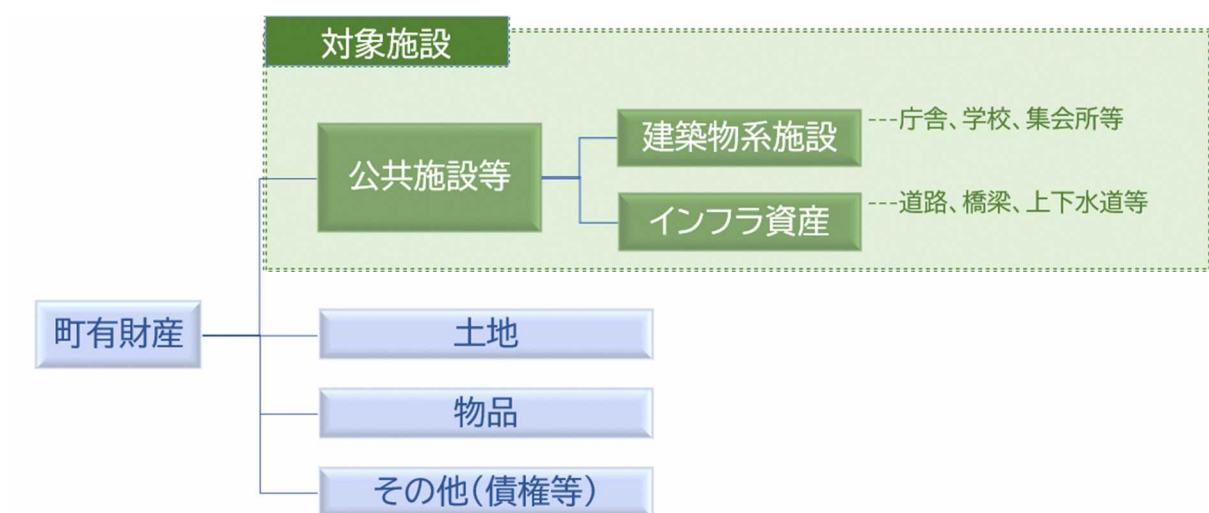 対象施設
公共施設等
建築物系施設
---庁舎、学校、集会所等
インフラ資産
---道路、橋梁、上下水道等
町有財産
土地
物品
その他(債権等)